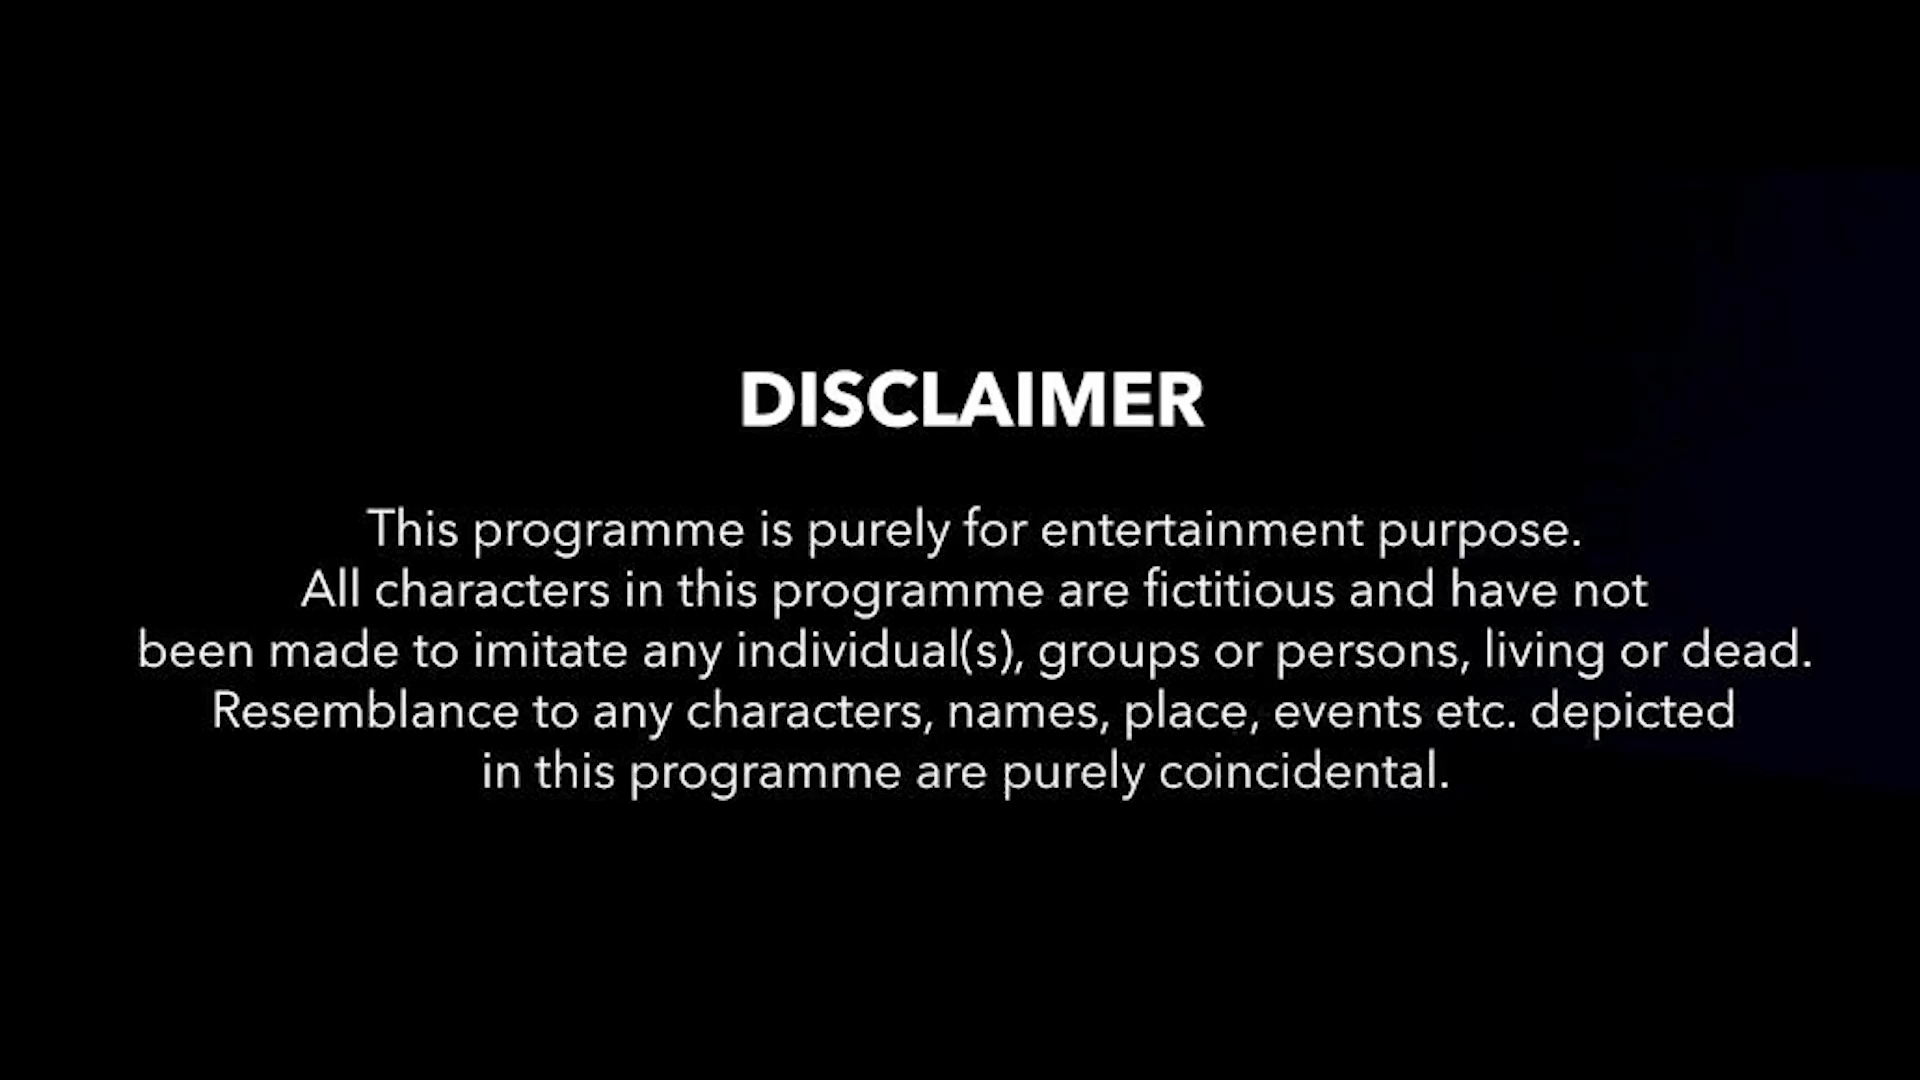 DISCLAIMER
This programme is purely for entertainment purpose.
All characters in this programme are fictitious and have not
been made to imitate any individual(s), groups or persons, living or dead.
Resemblance to any characters, names, place, events etc. depicted
in this programme are purely coincidental.